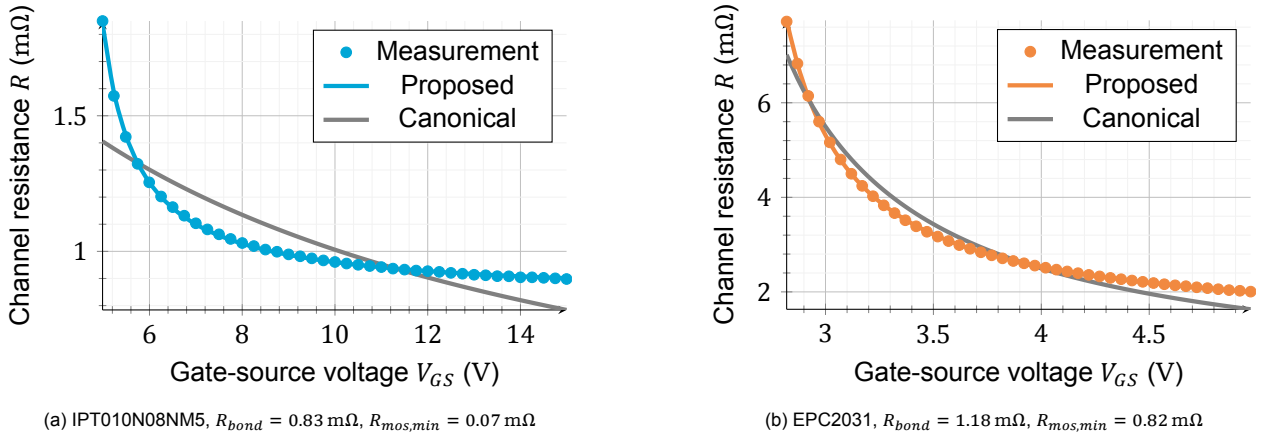 Channel resistance R (mΩ)
1.5
1
Measurement
Proposed
Canonical
6 8 10 12 14
Gate-source voltage V_GS (V)
(a) IPT010N08NM5, R_bond = 0.83 mΩ, R_mos,min = 0.07 mΩ
Channel resistance R (mΩ)
6
4
2
Measurement
Proposed
Canonical
3 3.5 4 4.5
Gate-source voltage V_GS (V)
(b) EPC2031, R_bond = 1.18 mΩ, R_mos,min = 0.82 mΩ